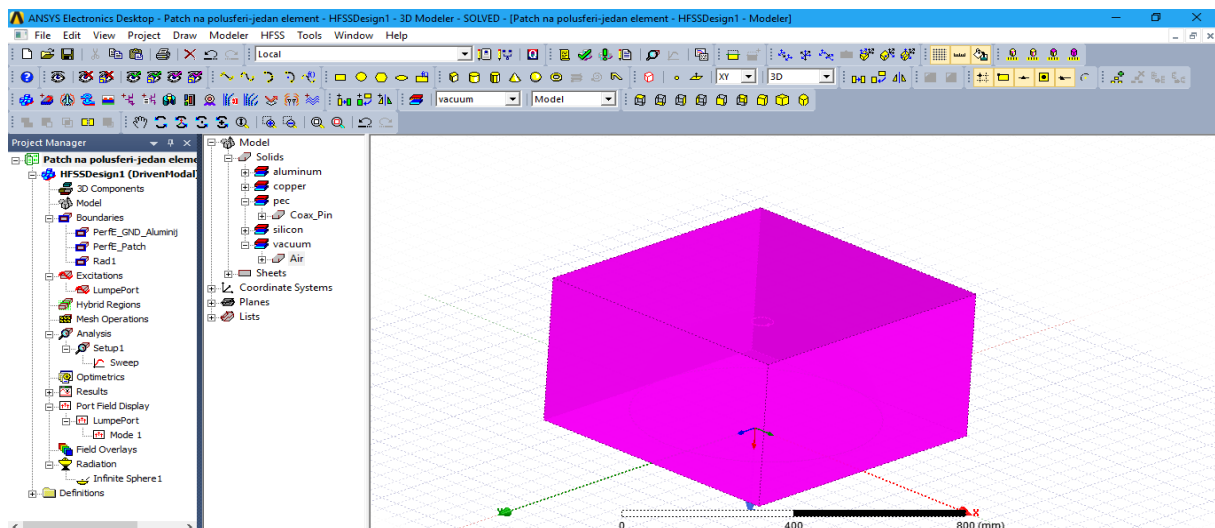 ANSYS Electronics Desktop - Patch na polusferi-jedan element - HFSSDesign1 - 3D Modeler - SOLVED - [Patch na polusferi-jedan element - HFSSDesign1 - Modeler]
File Edit View Project Draw Modeler HFSS Tools Window Help
Local
XY 3D
vacuum Model
Project Manager
Patch na polusferi-jedan eleme
HFSSDesign1 (DrivenModal)
3D Components
Model
Boundaries
PerfE_GND_Aluminij
PerfE_Patch
Rad1
Excitations
LumpePort
Hybrid Regions
Mesh Operations
Analysis
Setup1
Sweep
Optimetrics
Results
Port Field Display
LumpePort
Mode 1
Field Overlays
Radiation
Infinite Sphere1
Definitions
Model
Solids
aluminum
copper
pec
Coax_Pin
silicon
vacuum
Air
Sheets
Coordinate Systems
Planes
Lists
Y
X
0 400 800 (mm)